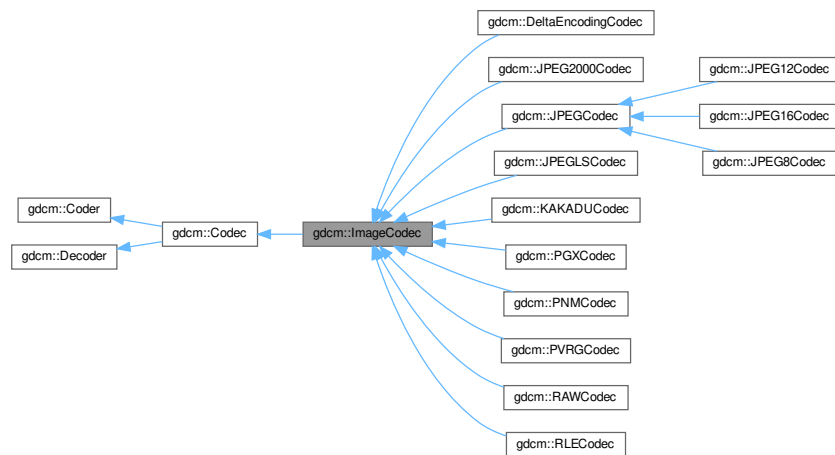 gdcm::DeltaEncodingCodec
gdcm::JPEG2000Codec
gdcm::JPEG12Codec
gdcm::JPEGCodec
gdcm::JPEG16Codec
gdcm::JPEGLSCodec
gdcm::JPEG8Codec
gdcm::Coder
gdcm::KAKADUCodec
gdcm::Codec
gdcm::ImageCodec
gdcm::Decoder
gdcm::PGXCodec
gdcm::PNMCodec
gdcm::PVRGCodec
gdcm::RAWCodec
gdcm::RLECodec